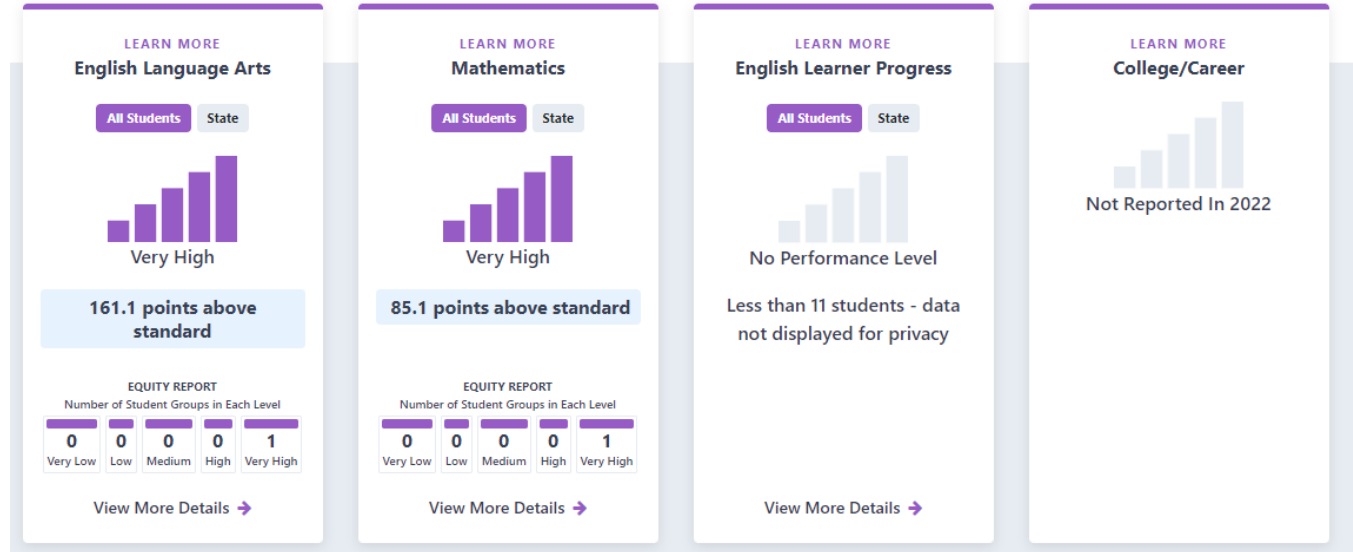 LEARN MORE
English Language Arts
All Students State
Very High
161.1 points above
standard
EQUITY REPORT
Number of Student Groups in Each Level
0 0 0 0 1
Very Low Low Medium High Very High
View More Details →
LEARN MORE
Mathematics
All Students State
Very High
85.1 points above standard
EQUITY REPORT
Number of Student Groups in Each Level
0 0 0 0 1
Very Low Low Medium High Very High
View More Details →
LEARN MORE
English Learner Progress
All Students State
No Performance Level
Less than 11 students - data
not displayed for privacy
View More Details →
LEARN MORE
College/Career
Not Reported In 2022